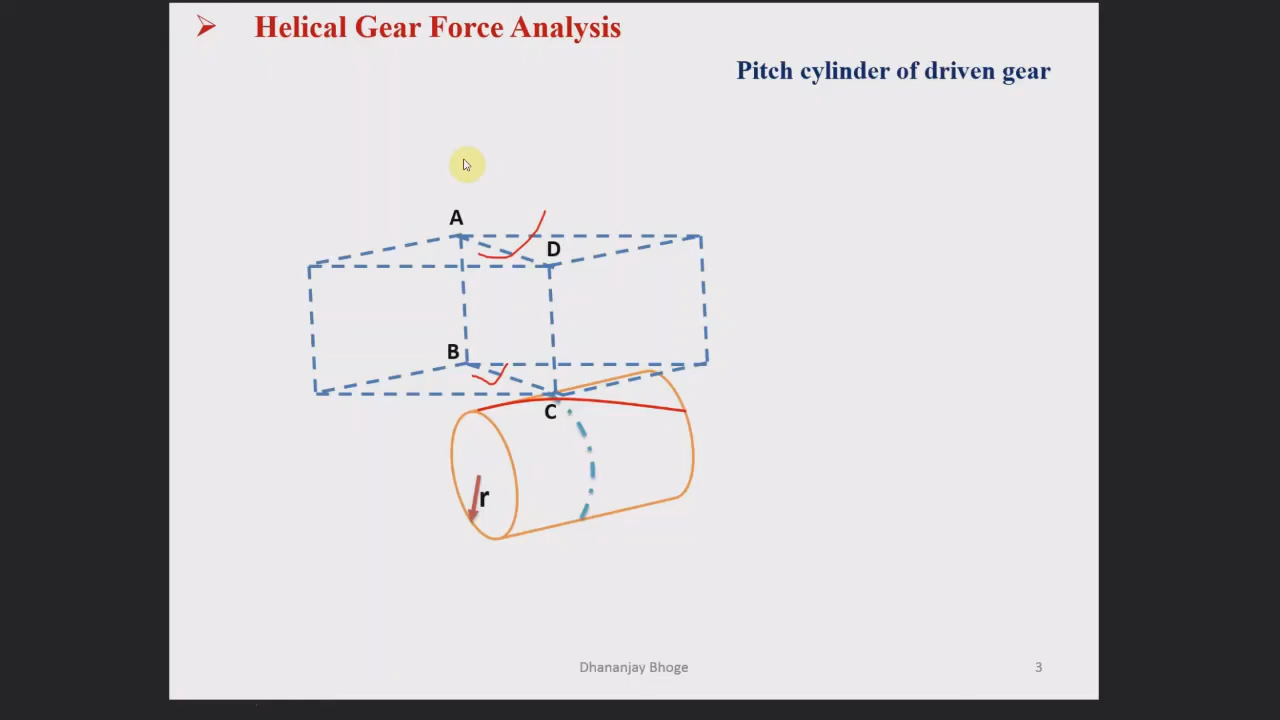 Helical Gear Force Analysis
Pitch cylinder of driven gear
A
D
B
C
r
Dhananjay Bhoge
3